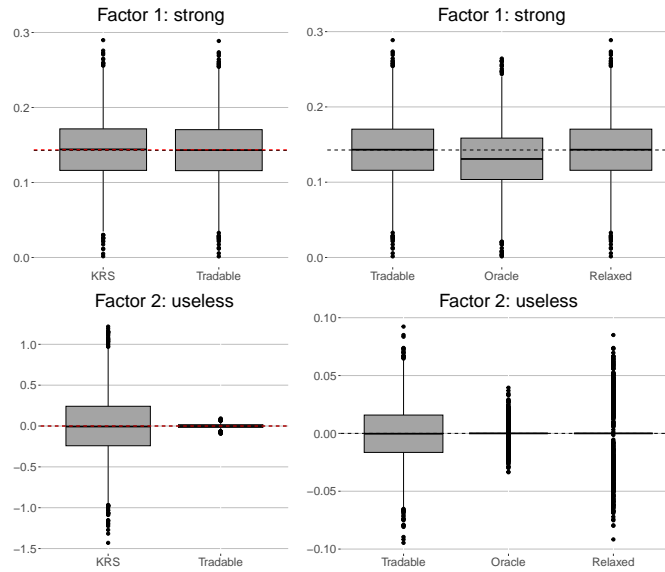 Factor 1: strong
0.3
0.2
0.1
0.0
KRS Tradable
Factor 1: strong
0.3
0.2
0.1
0.0
Tradable Oracle Relaxed
Factor 2: useless
1.0
0.5
0.0
−0.5
−1.0
−1.5
KRS Tradable
Factor 2: useless
0.10
0.05
0.00
−0.05
−0.10
Tradable Oracle Relaxed